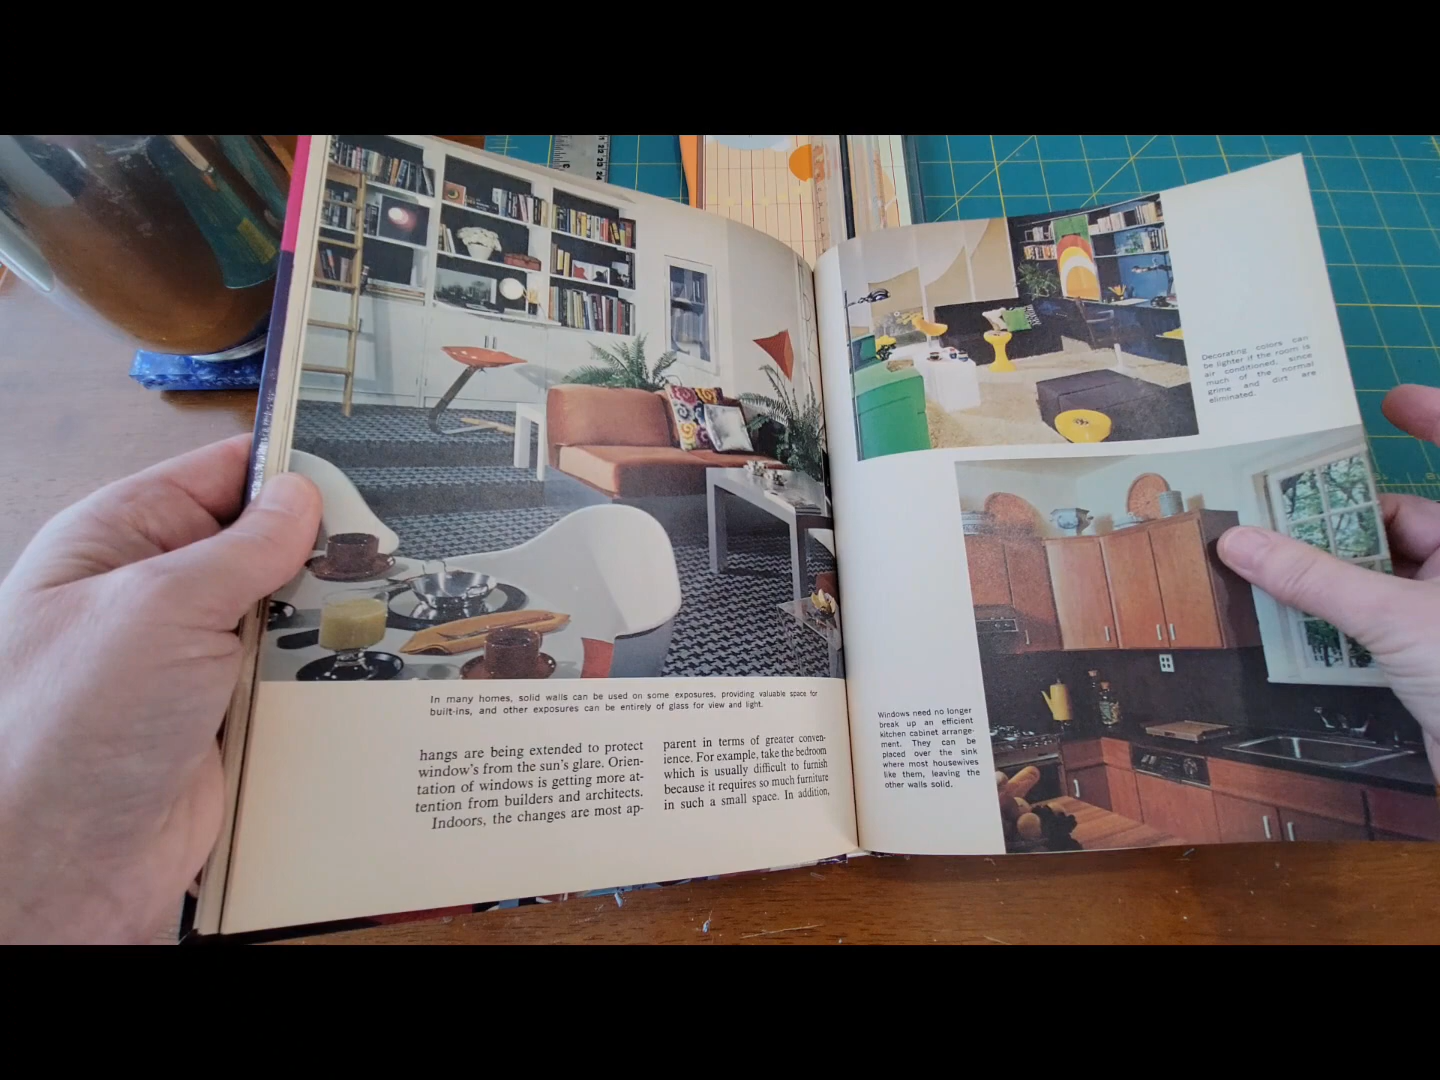 In many homes, solid walls can be used on some exposures, providing valuable space for
built-ins, and other exposures can be entirely of glass for view and light.
hangs are being extended to protect
window's from the sun's glare. Orien-
tation of windows is getting more at-
tention from builders and architects.
Indoors, the changes are most ap-
parent in terms of greater conven-
ience. For example, take the bedroom
which is usually difficult to furnish
because it requires so much furniture
in such a small space. In addition,
Decorating colors can
be lighter if the room is
air conditioned, since
much of the normal
grime and dirt are
eliminated.
Windows need no longer
break up an efficient
kitchen cabinet arrange-
ment. They can be
placed over the sink
where most housewives
like them, leaving the
other walls solid.